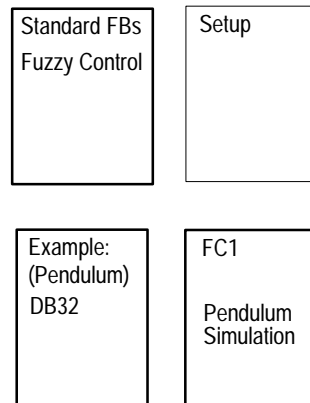 Standard FBs
Fuzzy Control
Setup
Example:
(Pendulum)
DB32
FC1
Pendulum
Simulation